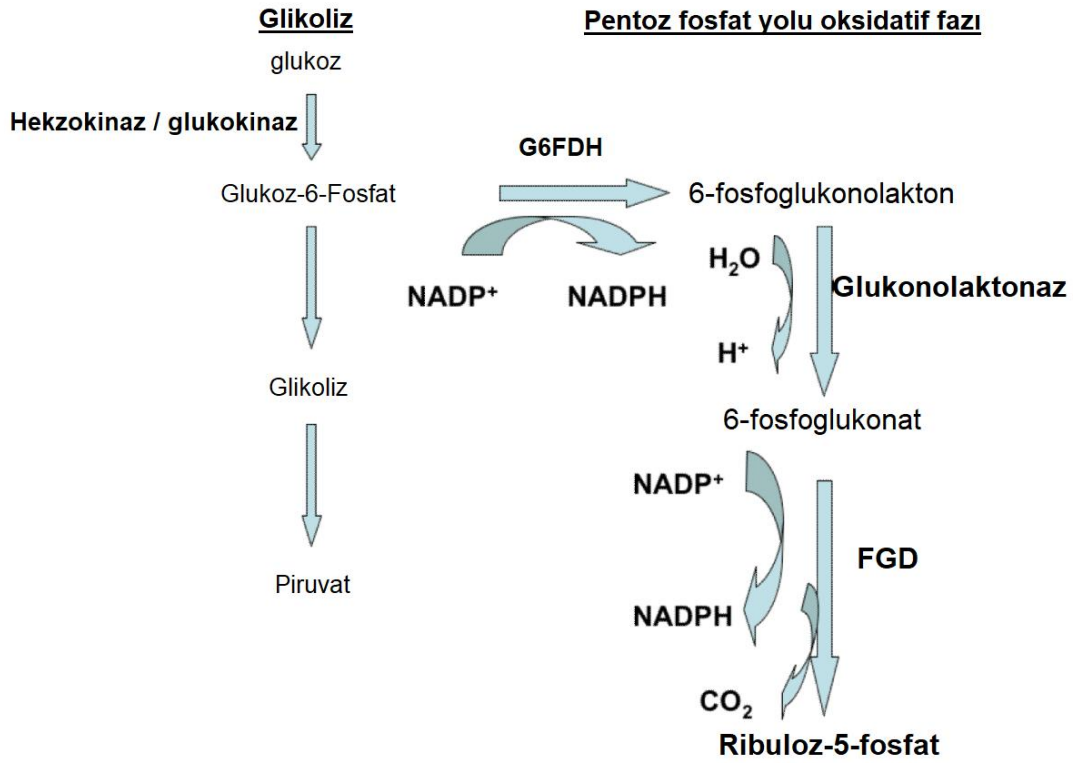 Glikoliz
Pentoz fosfat yolu oksidatif fazı
glukoz
Hekzokinaz / glukokinaz
G6FDH
Glukoz-6-Fosfat
6-fosfoglukonolakton
NADP⁺
NADPH
H₂O
Glukonolaktonaz
H⁺
Glikoliz
6-fosfoglukonat
NADP⁺
FGD
Piruvat
NADPH
CO₂
Ribuloz-5-fosfat